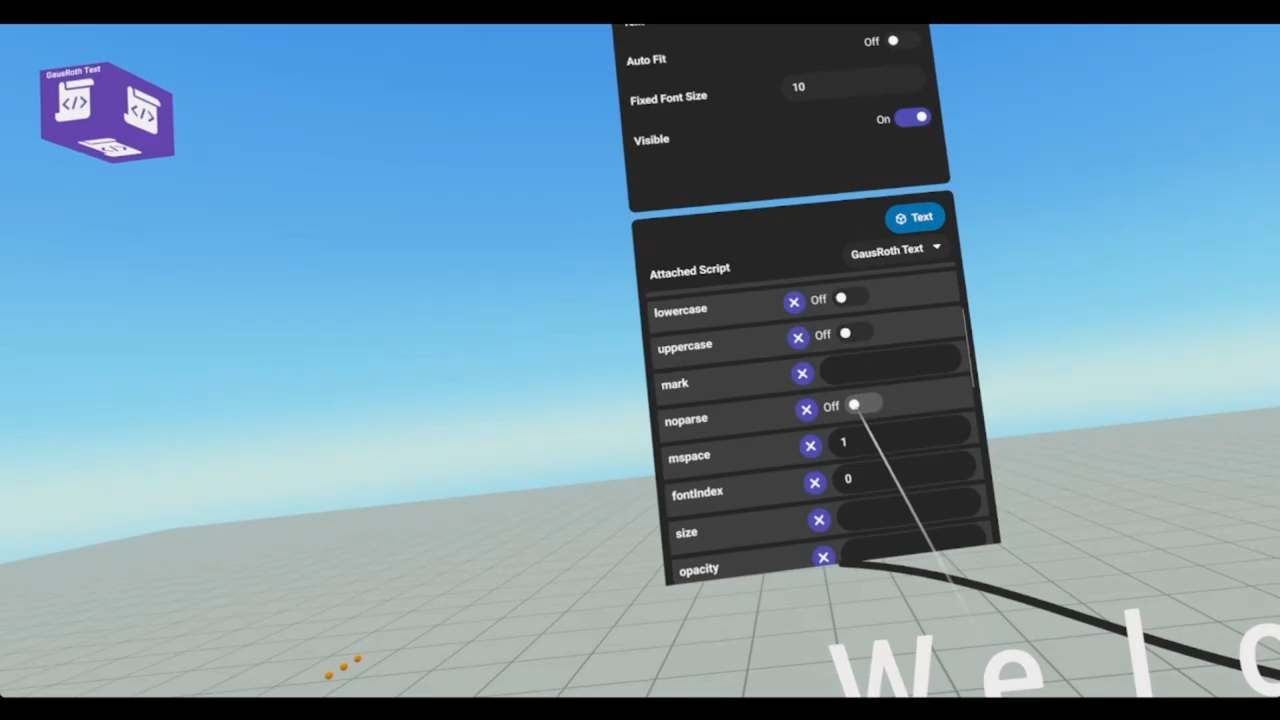 GausRoth Text
Auto Fit Off
Fixed Font Size 10
Visible On
Text
Attached Script GausRoth Text
lowercase Off
uppercase Off
mark
noparse Off
mspace 1
fontIndex 0
size
opacity
Welo